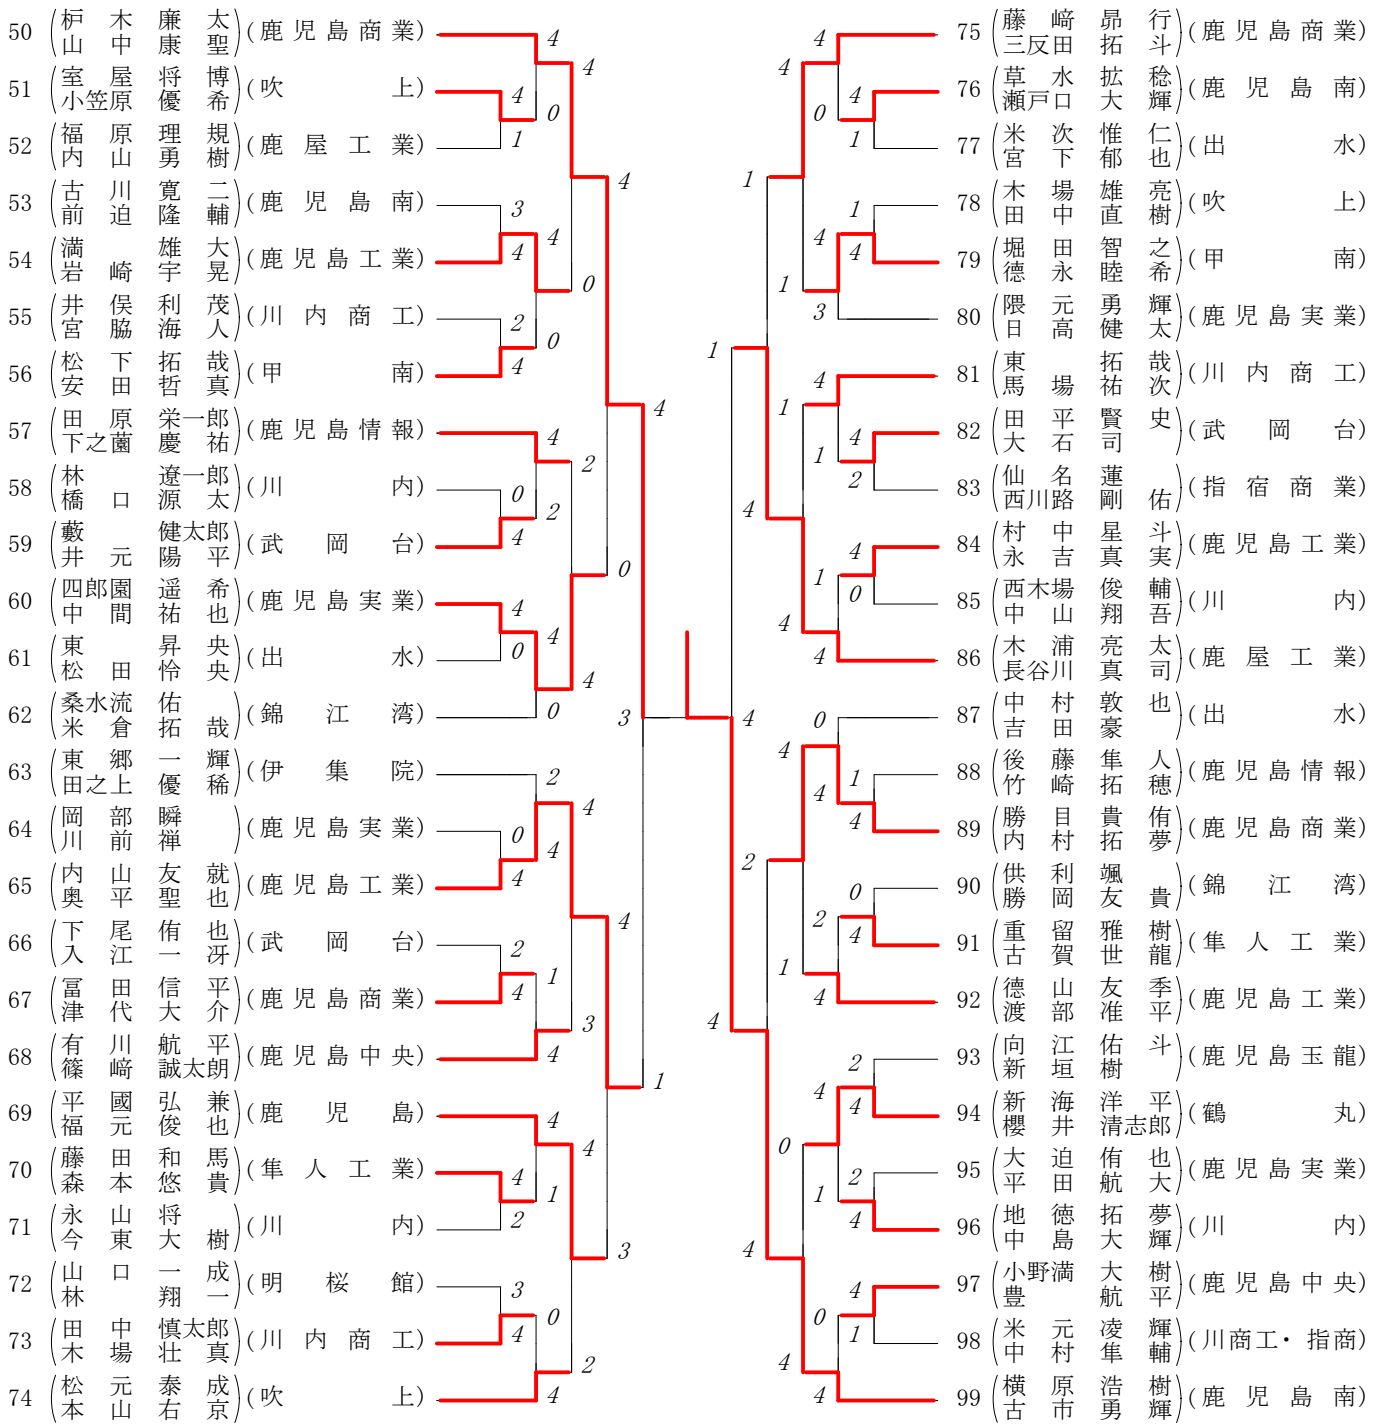 50 (枦木廉太 山中康聖) (鹿児島商業)
51 (室屋将博 小笠原優希) (吹上)
52 (福原理規 内山勇樹) (鹿屋工業)
53 (古川寛二 前迫隆輔) (鹿児島南)
54 (満雄大 岩崎宇晃) (鹿児島工業)
55 (井俣利茂 宮脇海人) (川内商工)
56 (松下拓哉 安田哲真) (甲南)
57 (田原栄一郎 下之薗慶祐) (鹿児島情報)
58 (林遼一郎 橋口源太) (川内)
59 (藪健太郎 井元陽平) (武岡台)
60 (四郎園遥希 中間祐也) (鹿児島実業)
61 (東昇央 松田怜央) (出水)
62 (桑水流佑 米倉拓哉) (錦江湾)
63 (東郷一輝 田之上優稀) (伊集院)
64 (岡部瞬 川前禅) (鹿児島実業)
65 (内山友就 奥平聖也) (鹿児島工業)
66 (下尾侑也 入江一冴) (武岡台)
67 (冨田信平 津代大介) (鹿児島商業)
68 (有川航平 篠﨑誠太朗) (鹿児島中央)
69 (平國弘兼 福元俊也) (鹿児島)
70 (藤田和馬 森本悠貴) (隼人工業)
71 (永山将 今東大樹) (川内)
72 (山口一成 林翔一) (明桜館)
73 (田中慎太郎 木場壮真) (川内商工)
74 (松元泰成 本山右京) (吹上)
4
4
4
0
1
4
3
4
0
2
0
4
4
4
2
0
2
4
0
4
4
0
4
0
3
2
4
0
4
4
4
2
1
4
3
4
1
4
4
4
1
2
3
3
0
4
2
4
75 (藤﨑昴行 三反田拓斗) (鹿児島商業)
76 (草水拡稔 瀬戸口大輝) (鹿児島南)
77 (米次惟仁 宮下郁也) (出水)
78 (木場雄亮 田中直樹) (吹上)
79 (堀田智之 德永睦希) (甲南)
80 (隈元勇輝 日高健太) (鹿児島実業)
81 (東拓哉 馬場祐次) (川内商工)
82 (田平賢史 大石司) (武岡台)
83 (仙名蓮 西川路剛佑) (指宿商業)
84 (村中星斗 永吉真実) (鹿児島工業)
85 (西木場俊輔 中山翔吾) (川内)
86 (木浦亮太 長谷川真司) (鹿屋工業)
87 (中村敦也 吉田豪) (出水)
88 (後藤隼人 竹崎拓穂) (鹿児島情報)
89 (勝目貴侑 内村拓夢) (鹿児島商業)
90 (供利颯 勝岡友貴) (錦江湾)
91 (重留雅樹 古賀世龍) (隼人工業)
92 (德山友季 渡部准平) (鹿児島工業)
93 (向江佑斗 新垣樹) (鹿児島玉龍)
94 (新海洋平 櫻井清志郎) (鶴丸)
95 (大迫侑也 平田航大) (鹿児島実業)
96 (地徳拓夢 中島大輝) (川内)
97 (小野満大樹 豊航平) (鹿児島中央)
98 (米元凌輝 中村隼輔) (川商工・指商)
99 (横原浩樹 古市勇輝) (鹿児島南)
4
4
4
0
1
1
1
4
4
1
3
1
4
1
4
1
2
4
4
1
0
4
4
4
0
4
1
4
4
2
0
2
4
1
4
4
2
4
4
0
2
1
4
4
4
0
1
4
4